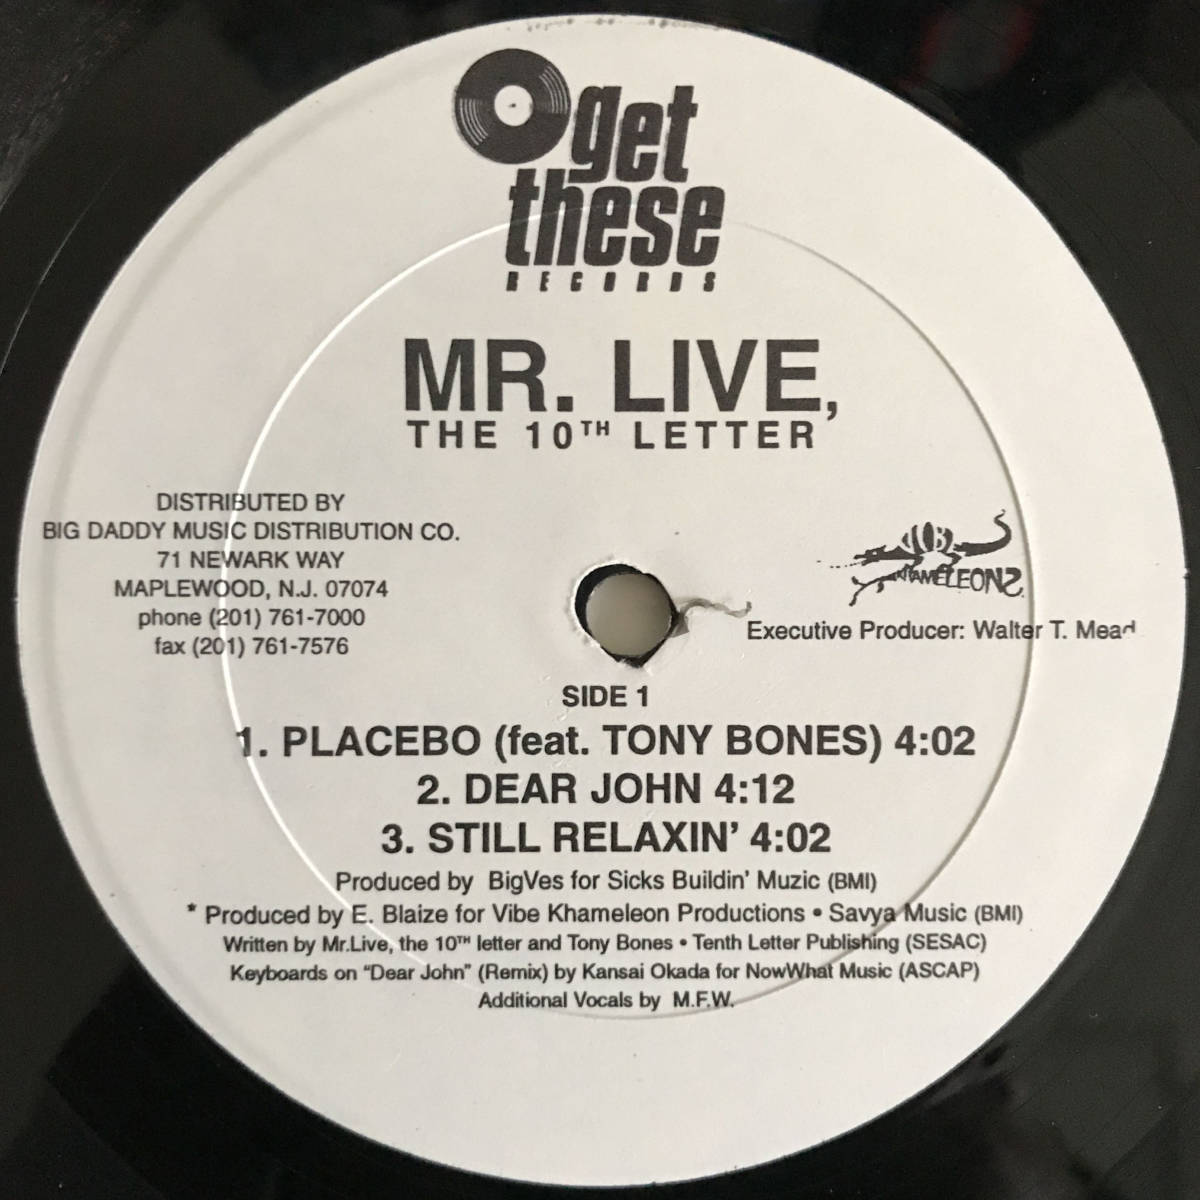 get
these
RECORDS
MR. LIVE,
THE 10TH LETTER
DISTRIBUTED BY
BIG DADDY MUSIC DISTRIBUTION CO.
71 NEWARK WAY
MAPLEWOOD, N.J. 07074
phone (201) 761-7000
fax (201) 761-7576
VIBE
KHAMELEONZ
Executive Producer: Walter T. Mead
SIDE 1
1. PLACEBO (feat. TONY BONES) 4:02
2. DEAR JOHN 4:12
3. STILL RELAXIN' 4:02
Produced by BigVes for Sicks Buildin' Muzic (BMI)
* Produced by E. Blaize for Vibe Khameleon Productions • Savya Music (BMI)
Written by Mr.Live, the 10TH letter and Tony Bones • Tenth Letter Publishing (SESAC)
Keyboards on "Dear John" (Remix) by Kansai Okada for NowWhat Music (ASCAP)
Additional Vocals by M.F.W.